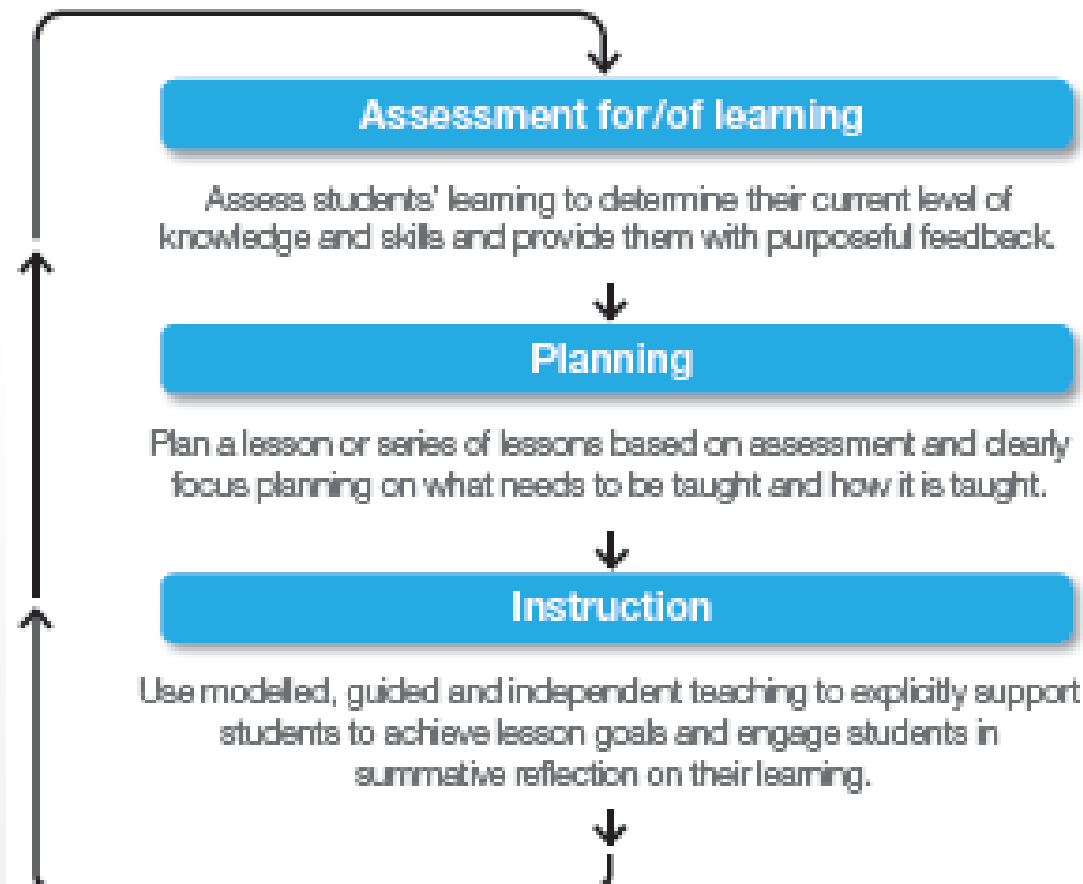 Assessment for/of learning
Assess students' learning to determine their current level of
knowledge and skills and provide them with purposeful feedback.
Planning
Plan a lesson or series of lessons based on assessment and clearly
focus planning on what needs to be taught and how it is taught.
Instruction
Use modelled, guided and independent teaching to explicitly support
students to achieve lesson goals and engage students in
summative reflection on their learning.